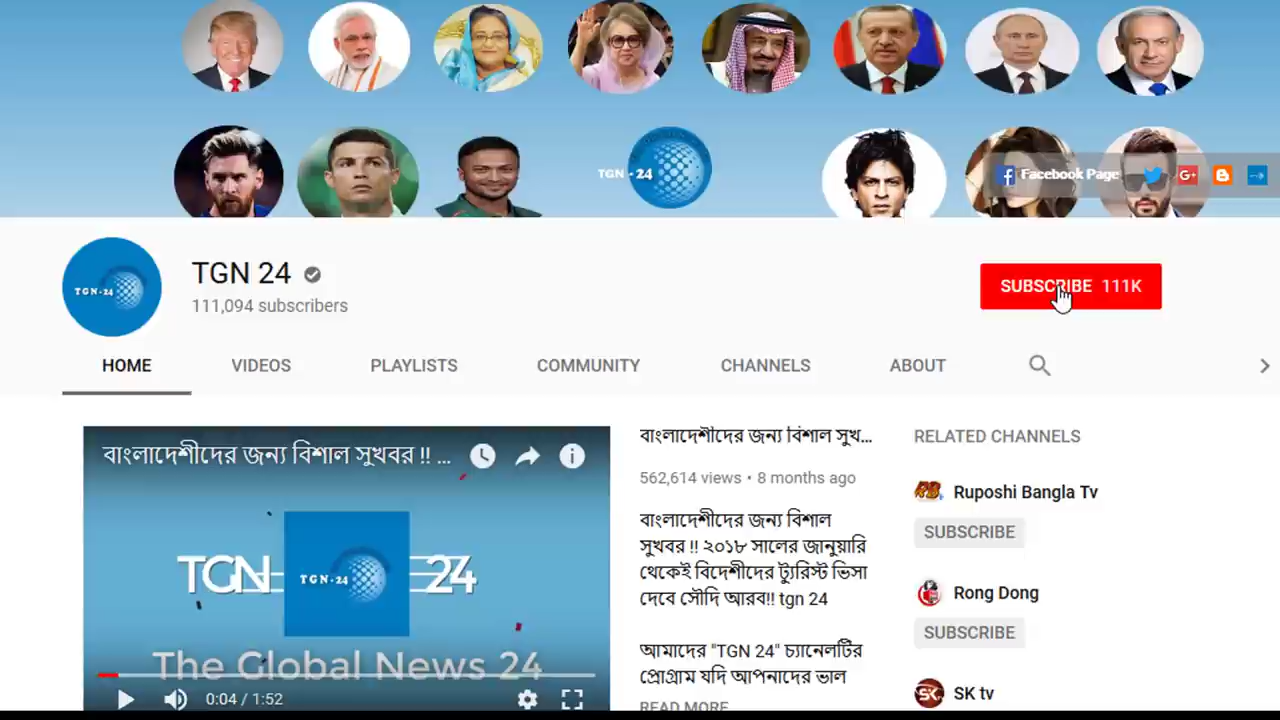 TGN - 24
Facebook Page
TGN-24
TGN 24
111,094 subscribers
SUBSCRIBE 111K
HOME
VIDEOS
PLAYLISTS
COMMUNITY
CHANNELS
ABOUT
বাংলাদেশীদের জন্য বিশাল সুখবর !! ...
TGN
TGN-24
24
The Global News 24
0:04 / 1:52
বাংলাদেশীদের জন্য বিশাল সুখ...
562,614 views • 8 months ago
বাংলাদেশীদের জন্য বিশাল
সুখবর !! ২০১৮ সালের জানুয়ারি
থেকেই বিদেশীদের ট্যুরিস্ট ভিসা
দেবে সৌদি আরব!! tgn 24
আমাদের "TGN 24" চ্যানেলটির
প্রোগ্রাম যদি আপনাদের ভাল
READ MORE
RELATED CHANNELS
Ruposhi Bangla Tv
SUBSCRIBE
Rong Dong
SUBSCRIBE
SK
SK tv